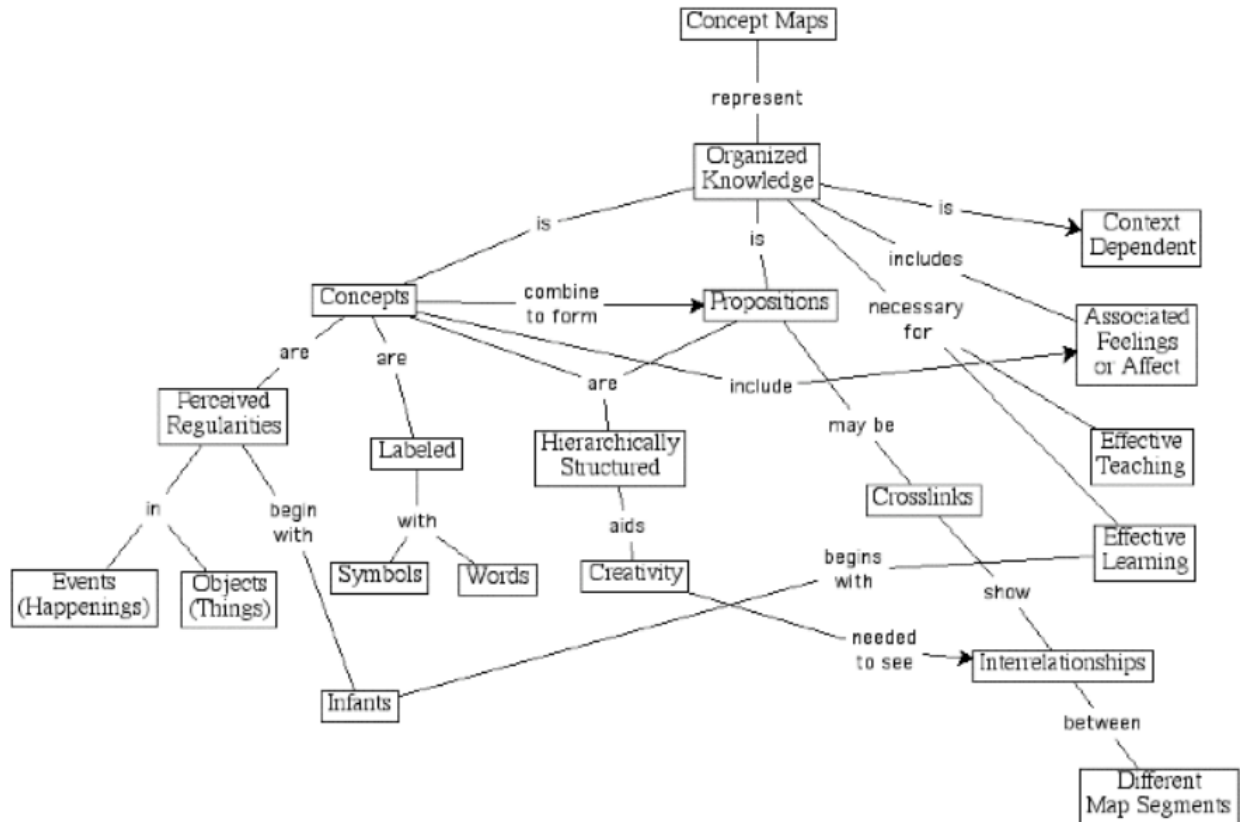 Concept Maps
represent
Organized
Knowledge
is
is
is
Context
Dependent
includes
Concepts
combine
to form
Propositions
necessary
for
Associated
Feelings
or Affect
are
are
are
include
Perceived
Regularities
may be
Labeled
Hierarchically
Structured
Effective
Teaching
Crosslinks
in
begin
with
with
aids
Effective
Learning
begins
with
Events
(Happenings)
Objects
(Things)
Symbols
Words
Creativity
show
needed
to see
Interrelationships
Infants
between
Different
Map Segments